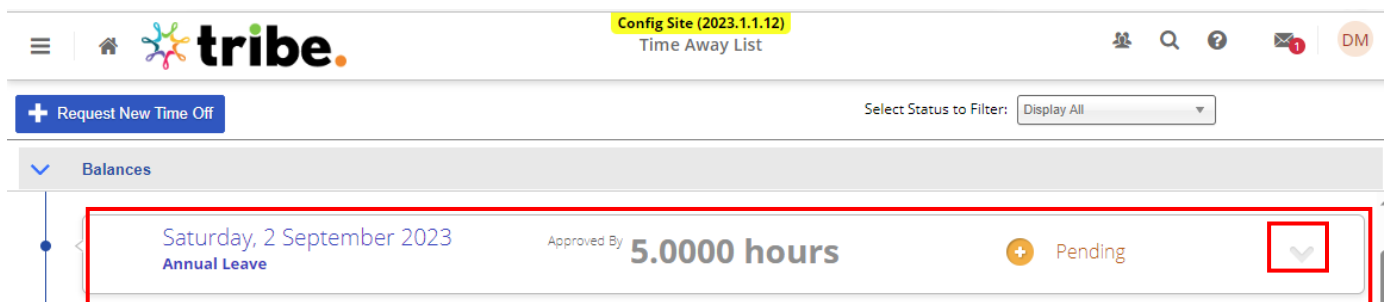 Config Site (2023.1.1.12)
tribe.
Time Away List
1
DM
Request New Time Off
Select Status to Filter: Display All
Balances
Saturday, 2 September 2023
Annual Leave
Approved By 5.0000 hours
Pending